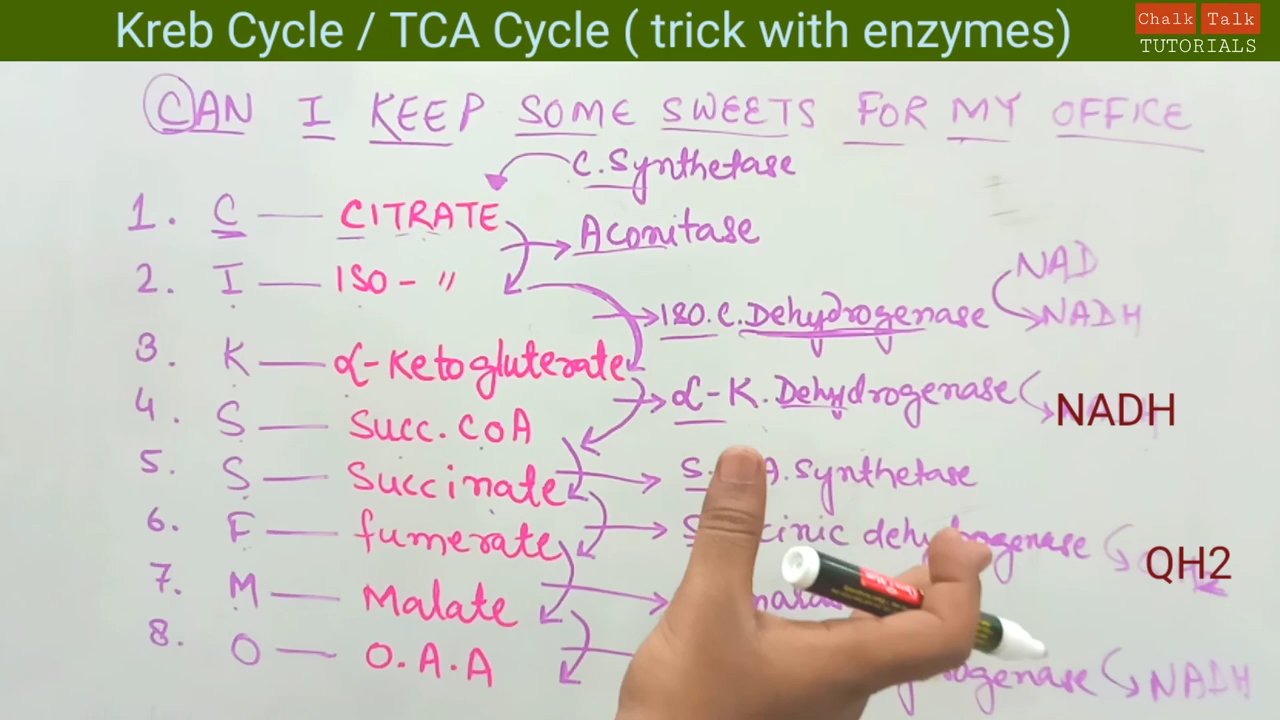 Kreb Cycle / TCA Cycle ( trick with enzymes)
Chalk Talk
TUTORIALS
CAN I KEEP SOME SWEETS FOR MY OFFICE
C. Synthetase
1. C — CITRATE
Aconitase
2. I — ISO - "
NAD
ISO. C. Dehydrogenase NADH
3. K — α-Ketogluterate
α-K. Dehydrogenase NADH
4. S — Succ. CoA
5. S — Succinate
S. A. Synthetase
6. F — fumerate
dehydrogenase QH2
7. M — Malate
8. O — O.A.A
NADH